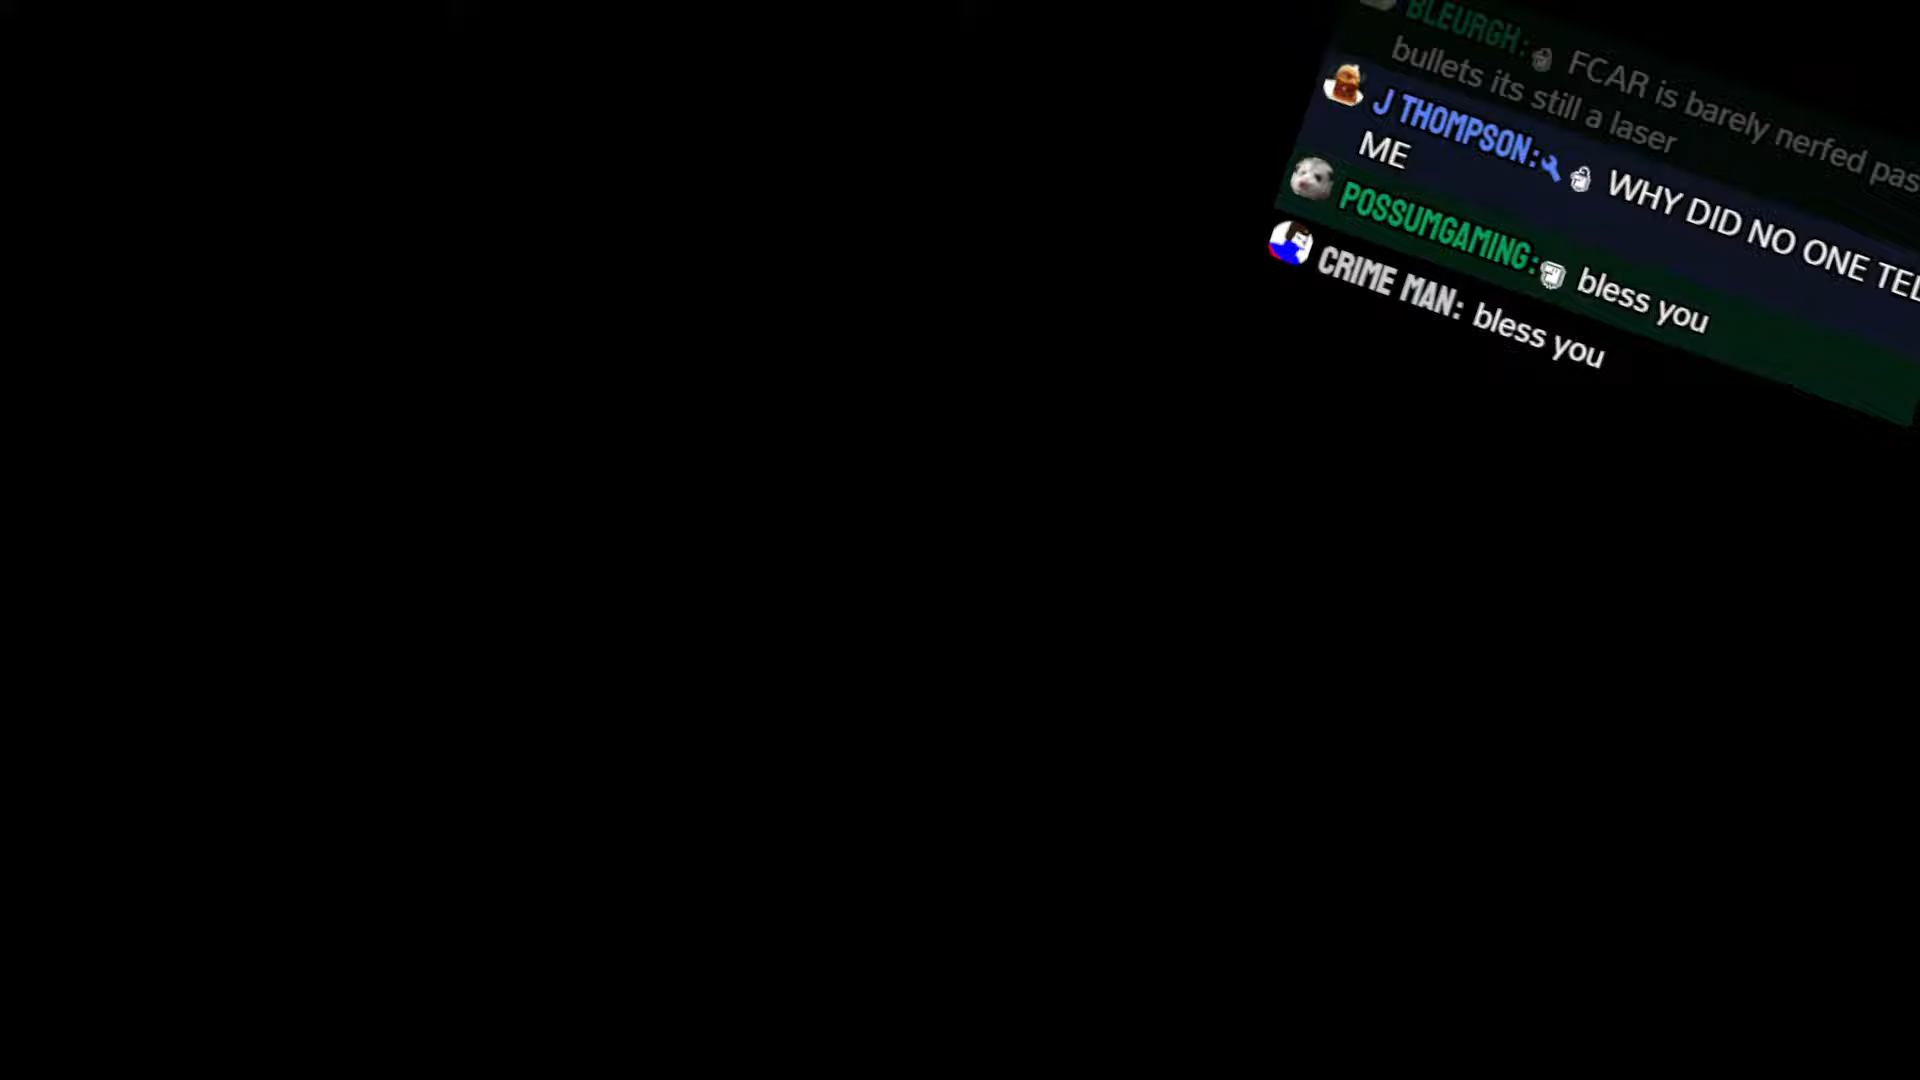 BLEURGH: FCAR is barely nerfed pas
bullets its still a laser
J THOMPSON: WHY DID NO ONE TEL
ME
POSSUMGAMING: bless you
CRIME MAN: bless you